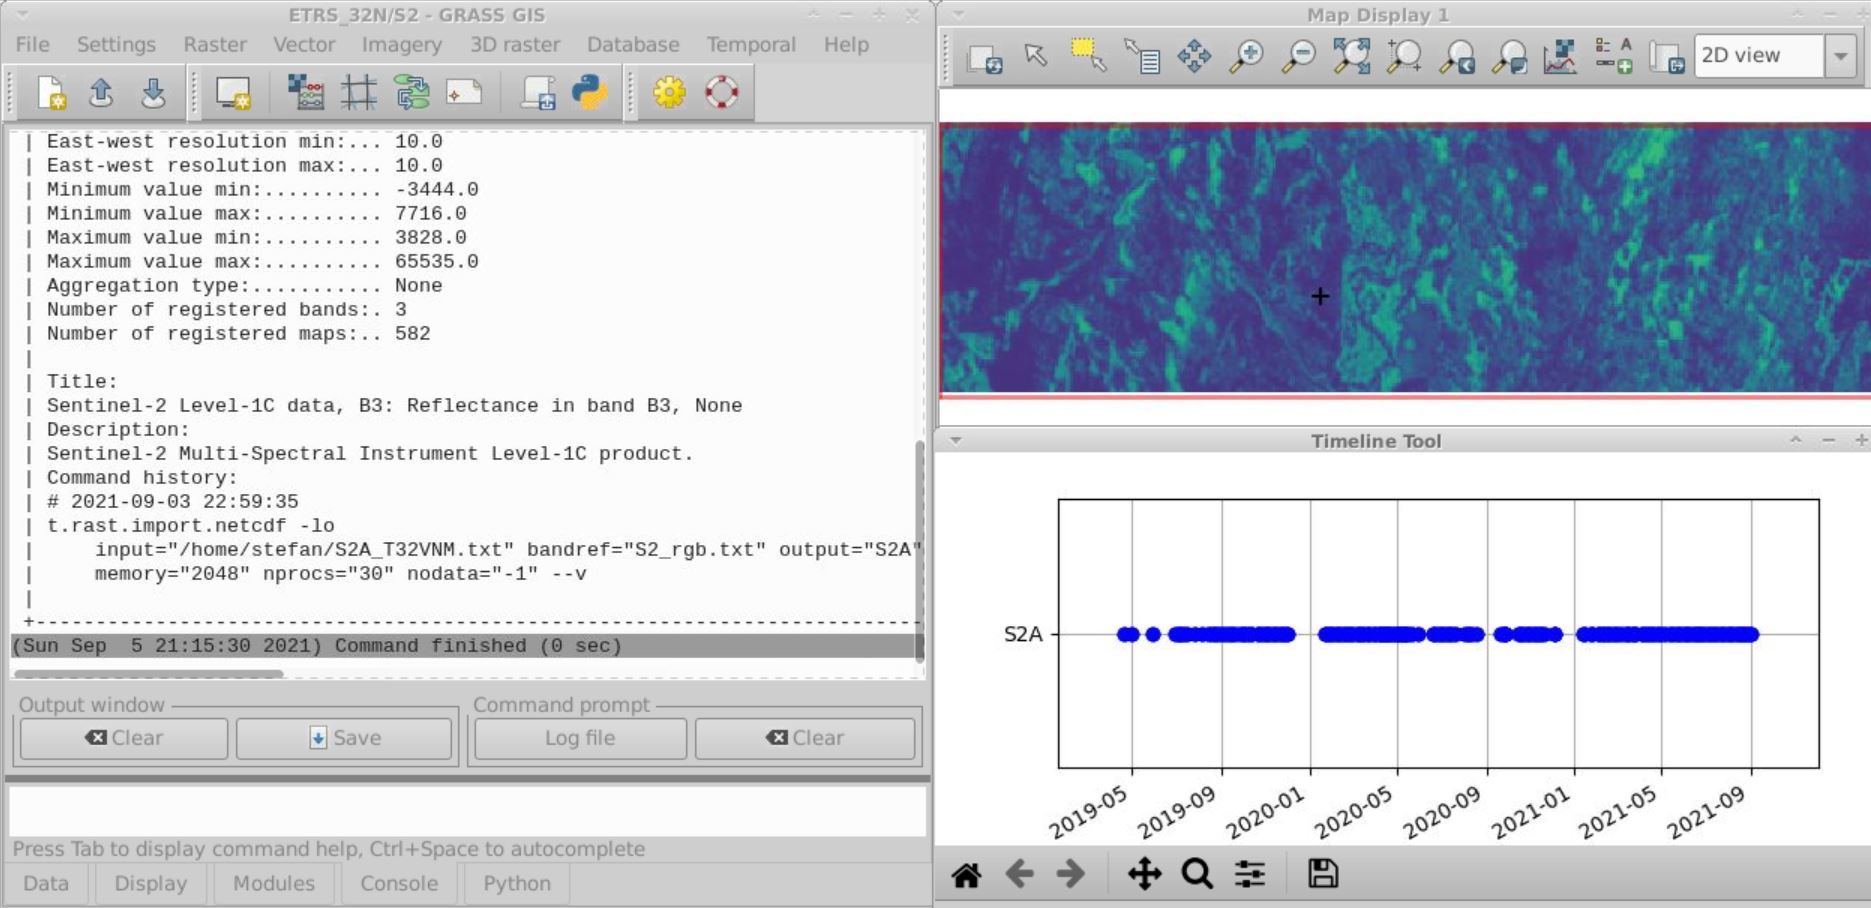 ETRS_32N/S2 - GRASS GIS
File Settings Raster Vector Imagery 3D raster Database Temporal Help
| East-west resolution min:... 10.0
| East-west resolution max:... 10.0
| Minimum value min:.......... -3444.0
| Minimum value max:.......... 7716.0
| Maximum value min:.......... 3828.0
| Maximum value max:.......... 65535.0
| Aggregation type:........... None
| Number of registered bands:. 3
| Number of registered maps:.. 582
|
| Title:
| Sentinel-2 Level-1C data, B3: Reflectance in band B3, None
| Description:
| Sentinel-2 Multi-Spectral Instrument Level-1C product.
| Command history:
| # 2021-09-03 22:59:35
| t.rast.import.netcdf -lo
|     input="/home/stefan/S2A_T32VNM.txt" bandref="S2_rgb.txt" output="S2A"
|     memory="2048" nprocs="30" nodata="-1" --v
|
+--------------------------------------------------------------------------
(Sun Sep  5 21:15:30 2021) Command finished (0 sec)
Output window
Clear Save
Command prompt
Log file Clear
Press Tab to display command help, Ctrl+Space to autocomplete
Data Display Modules Console Python
Map Display 1
2D view
Timeline Tool
S2A
2019-05 2019-09 2020-01 2020-05 2020-09 2021-01 2021-05 2021-09